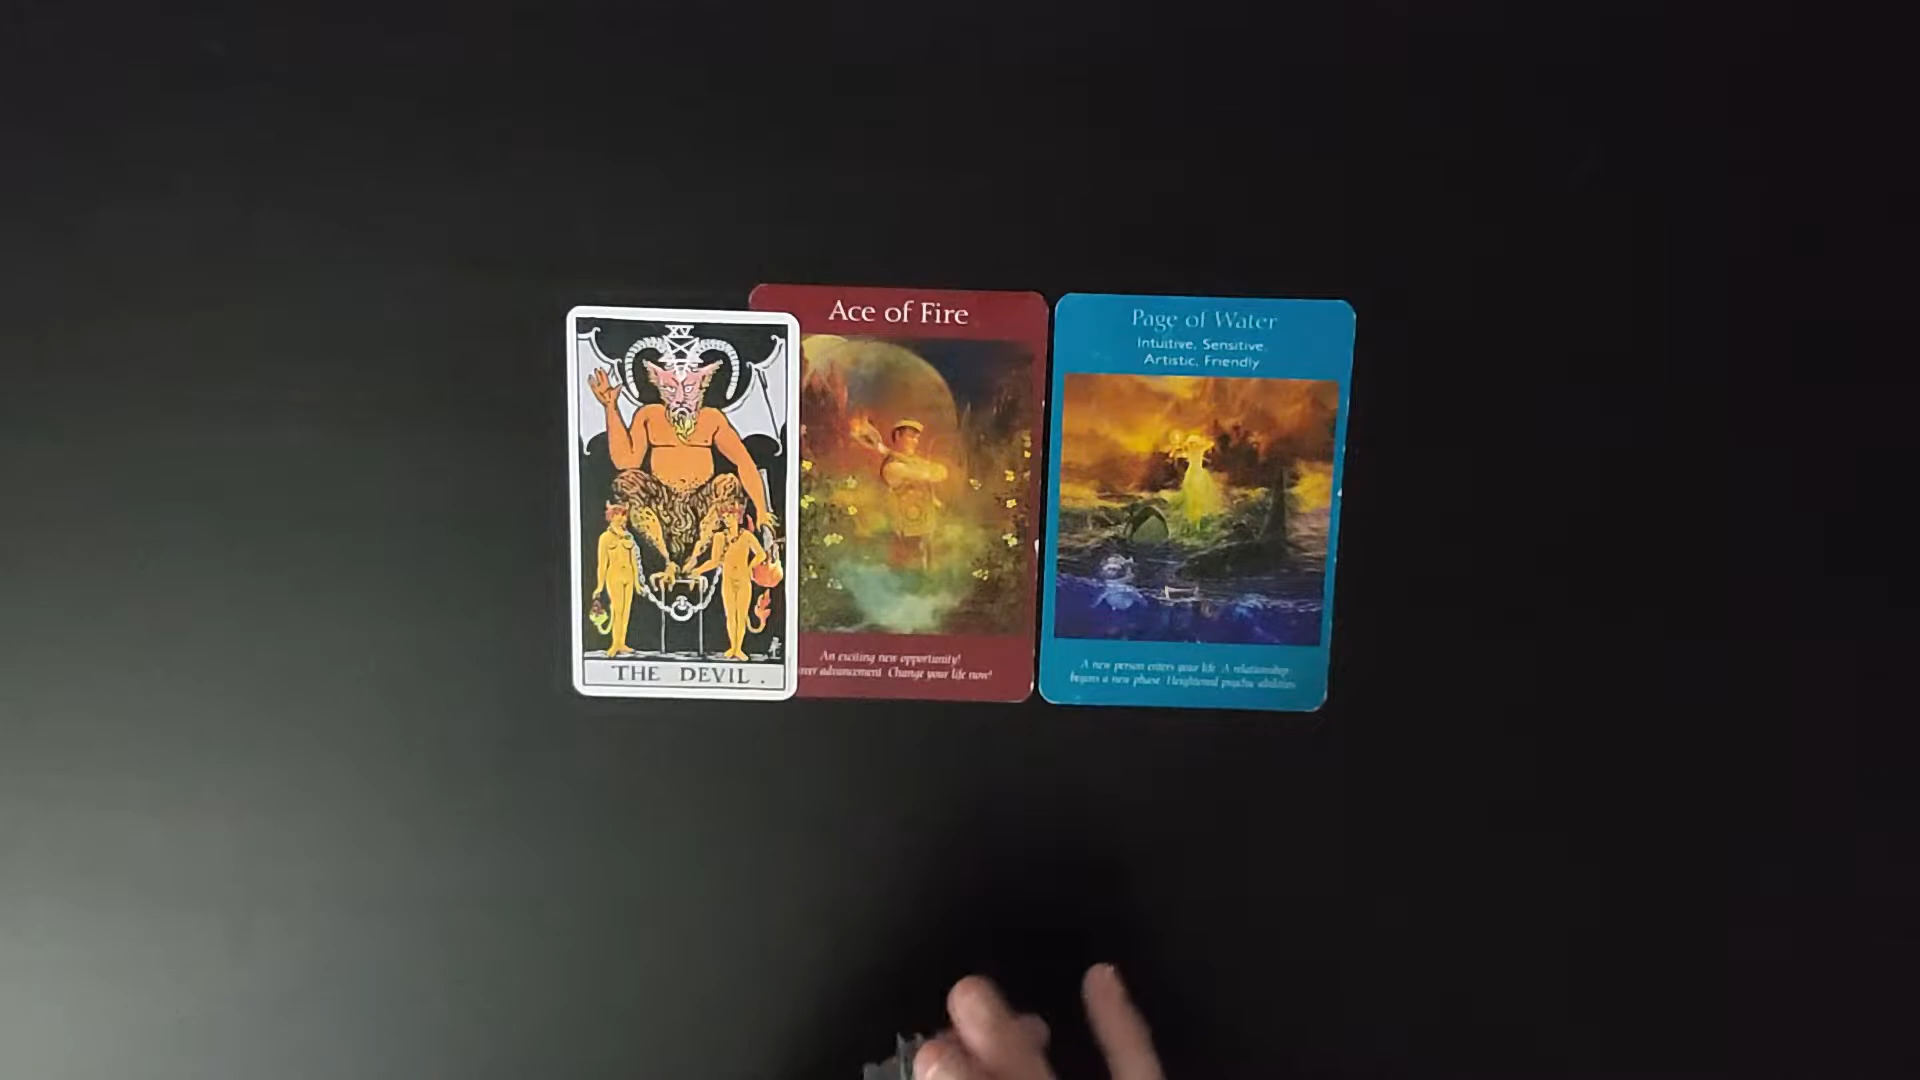 XV
THE DEVIL.
Ace of Fire
An exciting new opportunity!
advancement. Change your life now!
Page of Water
Intuitive, Sensitive,
Artistic, Friendly
A new person enters your life. A relationship
begins a new phase. Heightened psychic abilities.